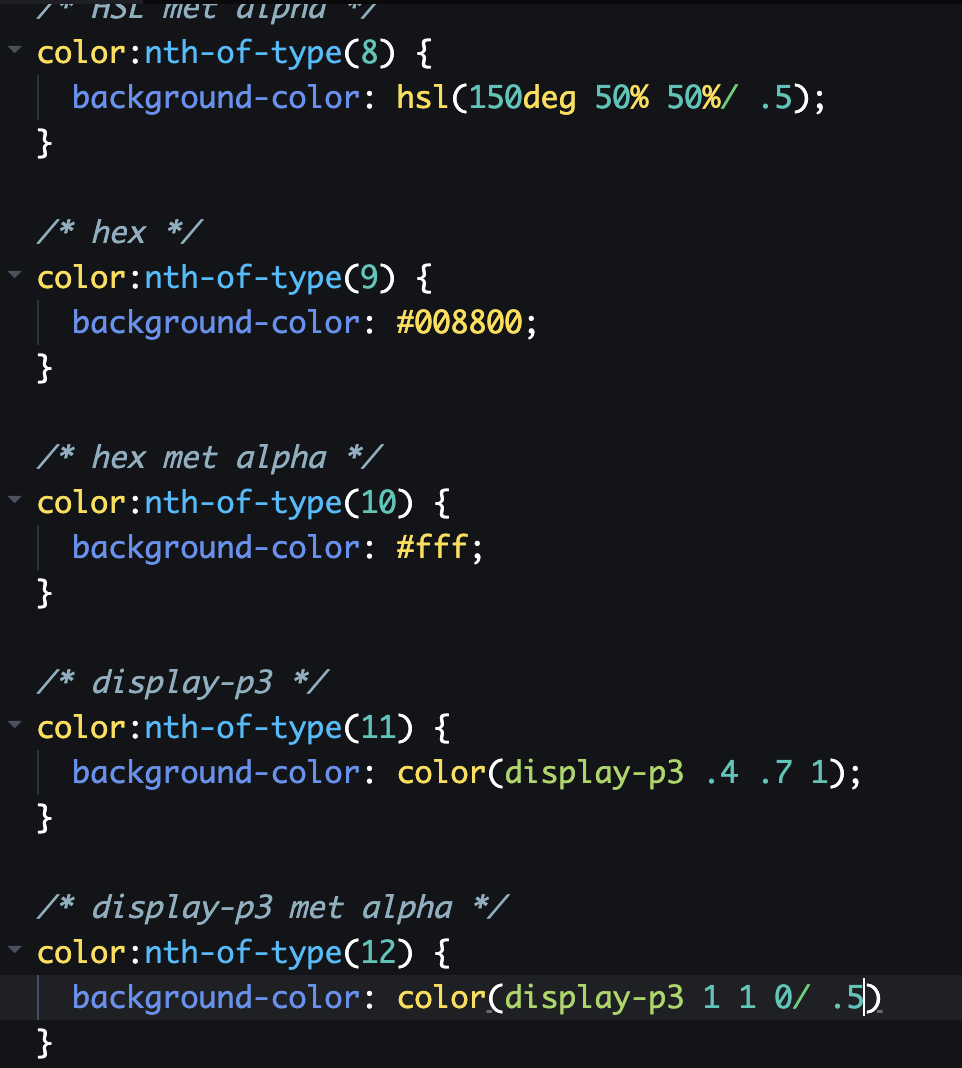 /* HSL met alpha */
color:nth-of-type(8) {
background-color: hsl(150deg 50% 50%/ .5);
}
/* hex */
color:nth-of-type(9) {
background-color: #008800;
}
/* hex met alpha */
color:nth-of-type(10) {
background-color: #fff;
}
/* display-p3 */
color:nth-of-type(11) {
background-color: color(display-p3 .4 .7 1);
}
/* display-p3 met alpha */
color:nth-of-type(12) {
background-color: color(display-p3 1 1 0/ .5)
}